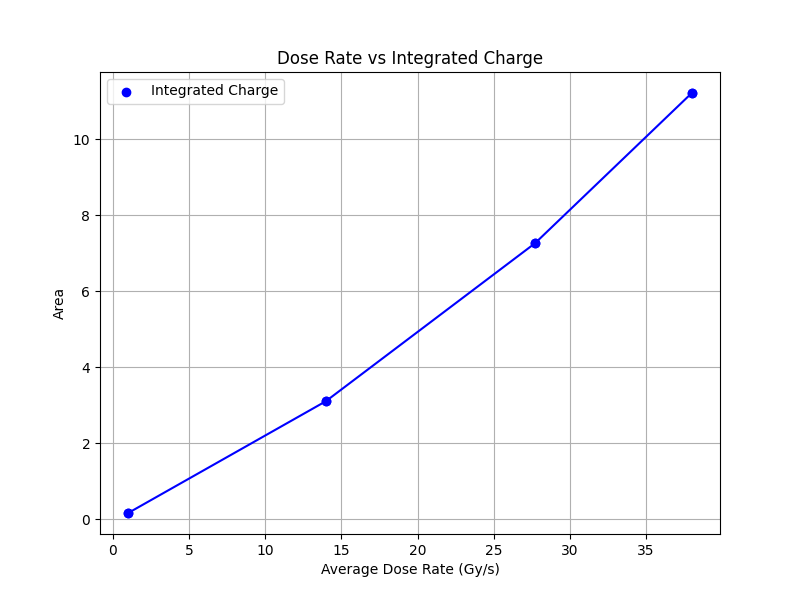 Dose Rate vs Integrated Charge
Integrated Charge
10
8
6
4
2
0
Area
0 5 10 15 20 25 30 35
Average Dose Rate (Gy/s)